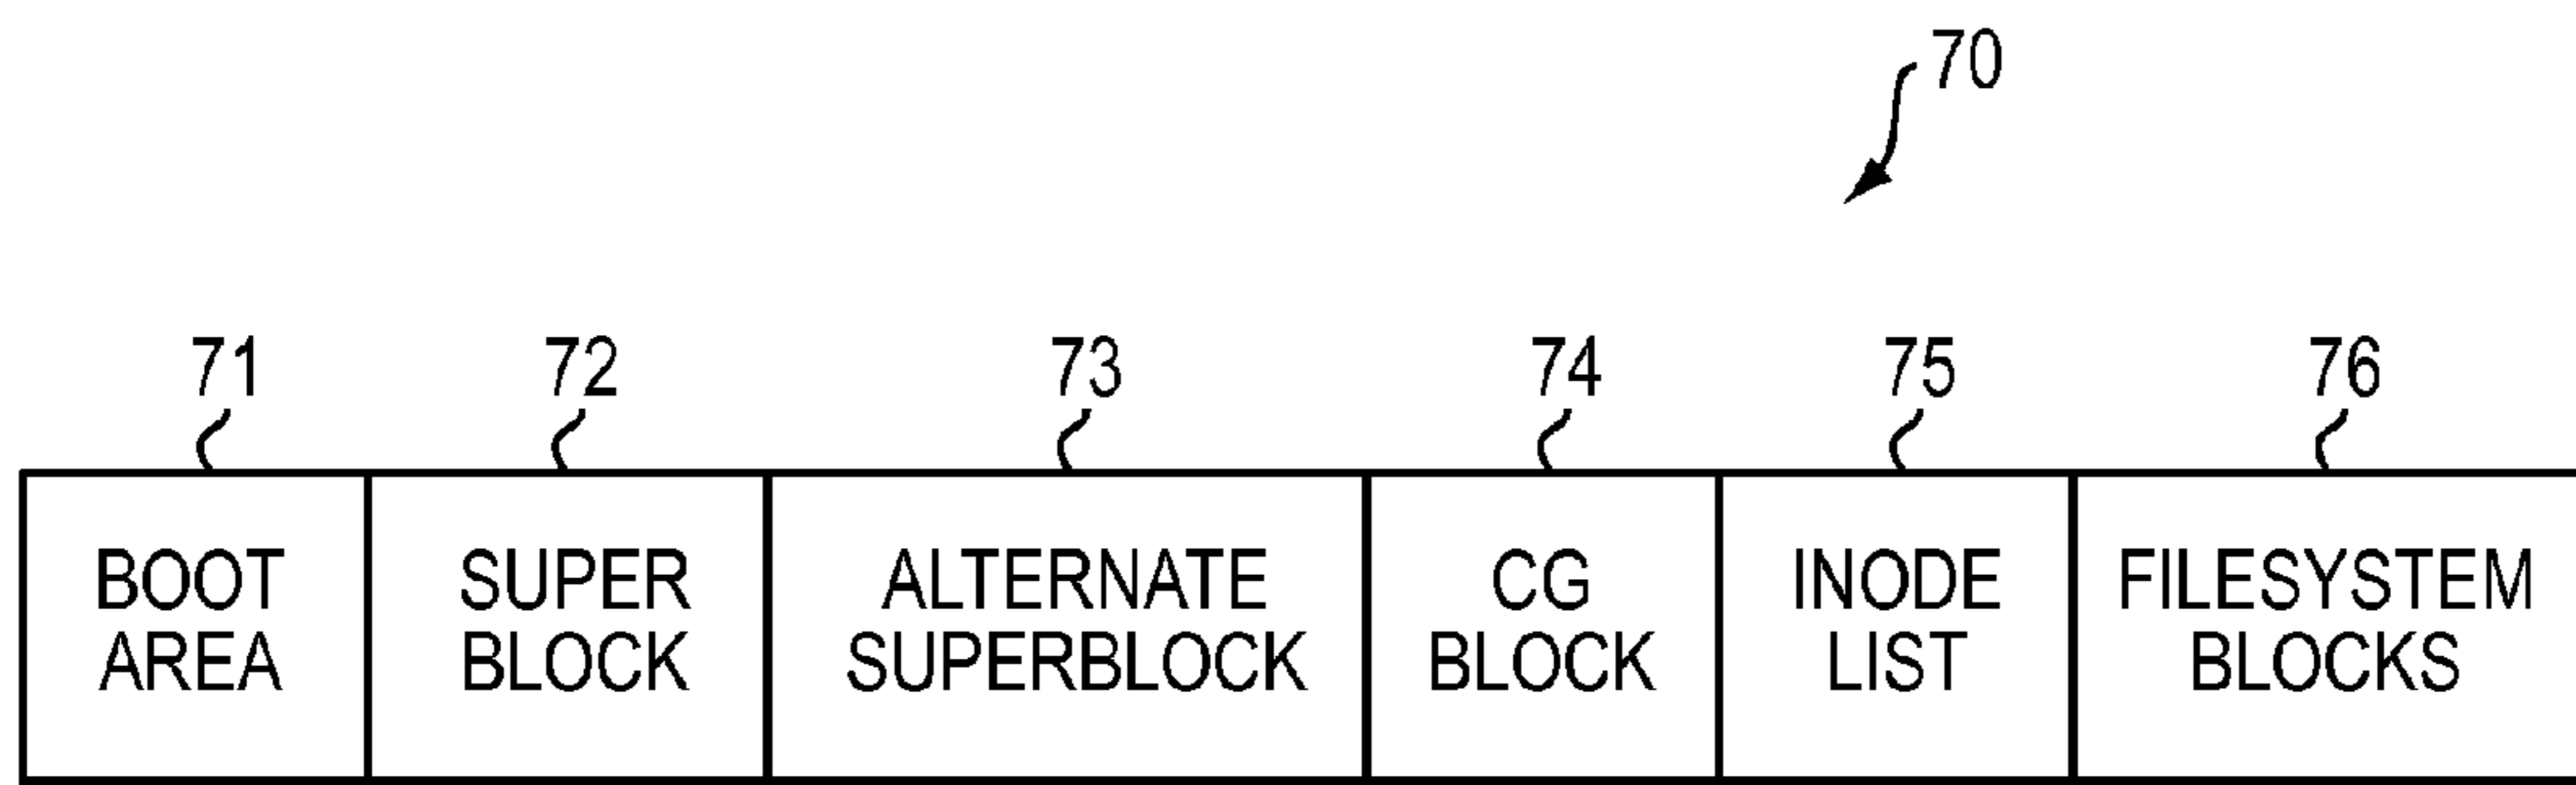 70
71 72 73 74 75 76
BOOT AREA
SUPER BLOCK
ALTERNATE SUPERBLOCK
CG BLOCK
INODE LIST
FILESYSTEM BLOCKS